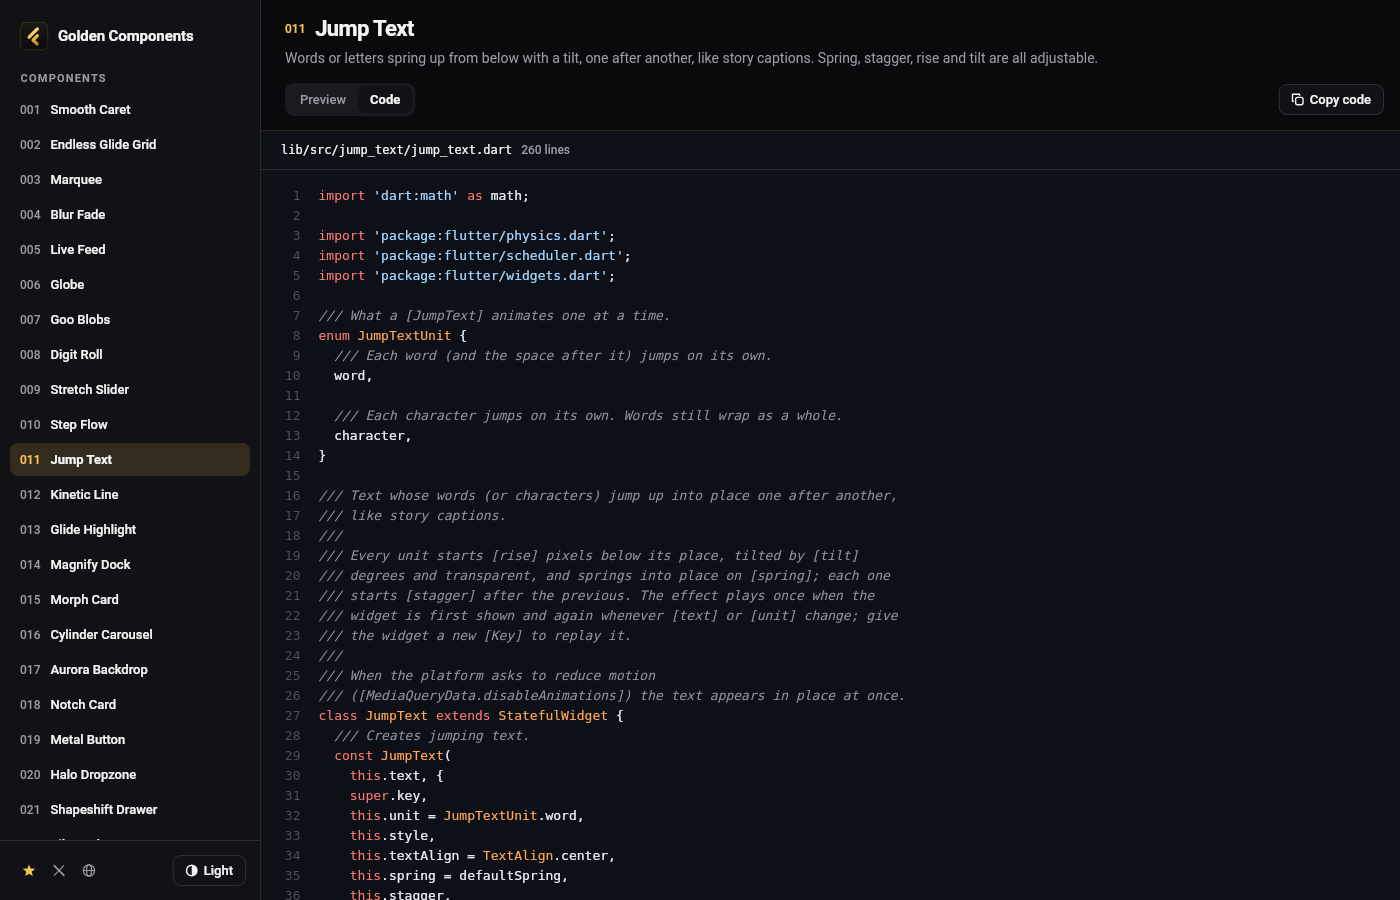 Golden Components
COMPONENTS
001 Smooth Caret
002 Endless Glide Grid
003 Marquee
004 Blur Fade
005 Live Feed
006 Globe
007 Goo Blobs
008 Digit Roll
009 Stretch Slider
010 Step Flow
011 Jump Text
012 Kinetic Line
013 Glide Highlight
014 Magnify Dock
015 Morph Card
016 Cylinder Carousel
017 Aurora Backdrop
018 Notch Card
019 Metal Button
020 Halo Dropzone
021 Shapeshift Drawer
Light
011 Jump Text
Words or letters spring up from below with a tilt, one after another, like story captions. Spring, stagger, rise and tilt are all adjustable.
Preview Code
Copy code
lib/src/jump_text/jump_text.dart 260 lines
1 import 'dart:math' as math;
2
3 import 'package:flutter/physics.dart';
4 import 'package:flutter/scheduler.dart';
5 import 'package:flutter/widgets.dart';
6
7 /// What a [JumpText] animates one at a time.
8 enum JumpTextUnit {
9   /// Each word (and the space after it) jumps on its own.
10   word,
11
12   /// Each character jumps on its own. Words still wrap as a whole.
13   character,
14 }
15
16 /// Text whose words (or characters) jump up into place one after another,
17 /// like story captions.
18 ///
19 /// Every unit starts [rise] pixels below its place, tilted by [tilt]
20 /// degrees and transparent, and springs into place on [spring]; each one
21 /// starts [stagger] after the previous. The effect plays once when the
22 /// widget is first shown and again whenever [text] or [unit] change; give
23 /// the widget a new [Key] to replay it.
24 ///
25 /// When the platform asks to reduce motion
26 /// ([MediaQueryData.disableAnimations]) the text appears in place at once.
27 class JumpText extends StatefulWidget {
28   /// Creates jumping text.
29   const JumpText(
30     this.text, {
31     super.key,
32     this.unit = JumpTextUnit.word,
33     this.style,
34     this.textAlign = TextAlign.center,
35     this.spring = defaultSpring,
36     this.stagger,